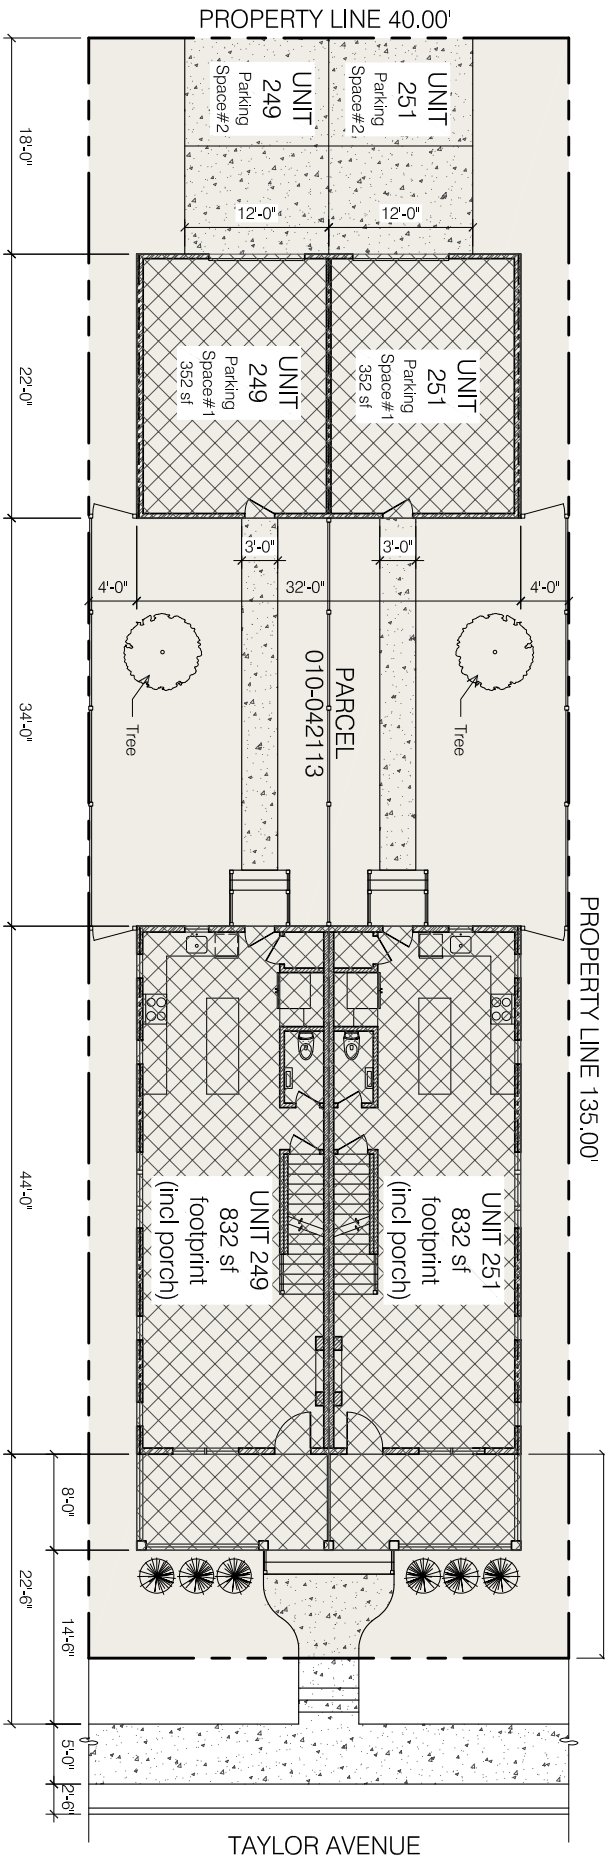 PROPERTY LINE 40.00'
UNIT
249
Parking
Space#2
UNIT
251
Parking
Space#2
18'-0"
12'-0"
12'-0"
UNIT
249
Parking
Space#1
352 sf
UNIT
251
Parking
Space#1
352 sf
22'-0"
3'-0"
3'-0"
4'-0"
32'-0"
4'-0"
PARCEL
010-042113
Tree
Tree
34'-0"
PROPERTY LINE 135.00'
UNIT 249
832 sf
footprint
(incl porch)
UNIT 251
832 sf
footprint
(incl porch)
44'-0"
8'-0"
22'-6"
14'-6"
5'-0"
2'-6"
TAYLOR AVENUE